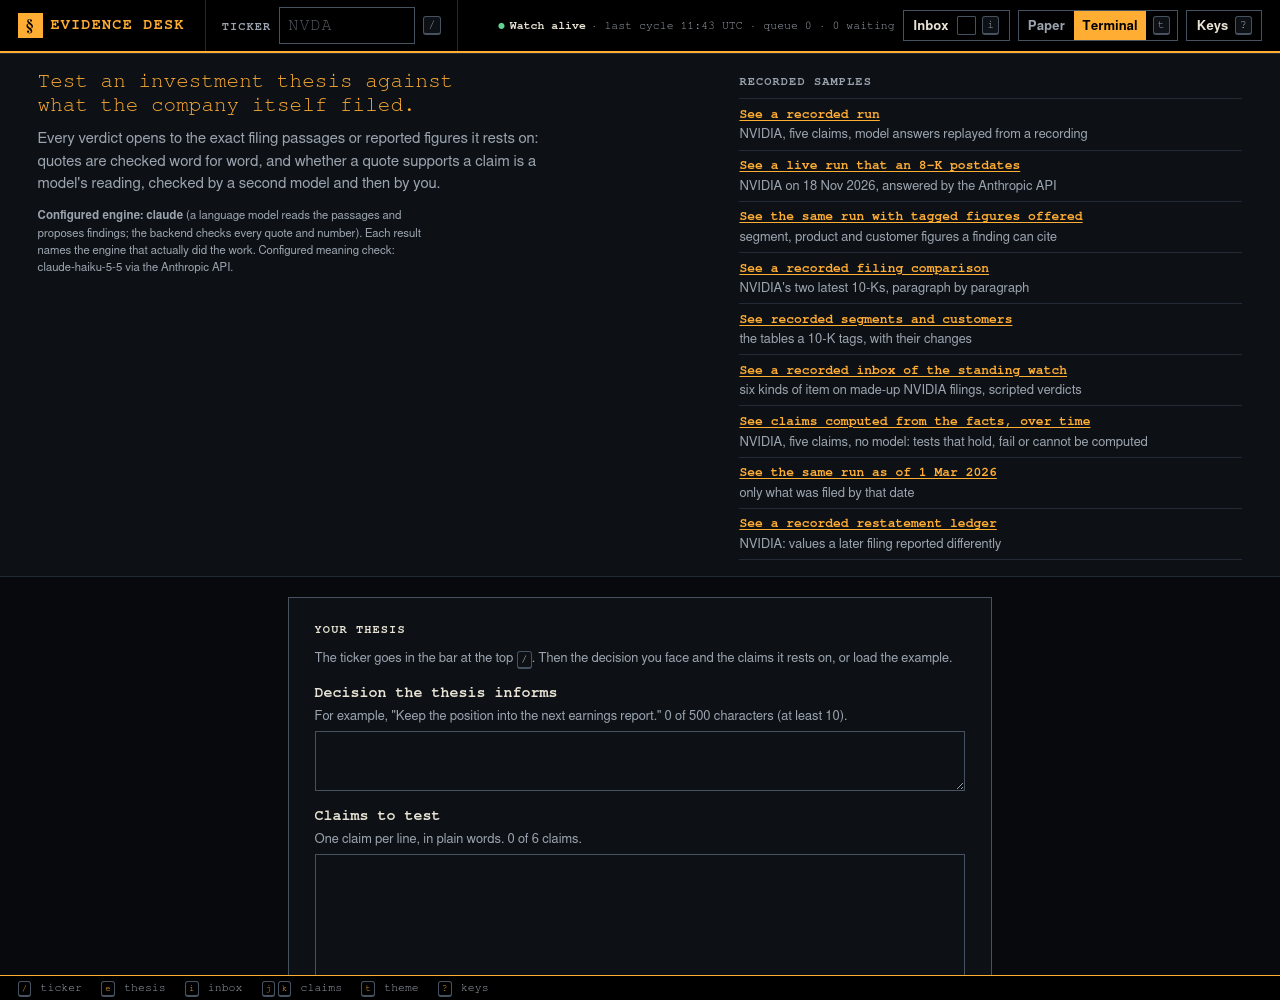 § EVIDENCE DESK TICKER NVDA / Watch alive · last cycle 11:43 UTC · queue 0 · 0 waiting Inbox i Paper Terminal t Keys ?
Test an investment thesis against
what the company itself filed.
Every verdict opens to the exact filing passages or reported figures it rests on:
quotes are checked word for word, and whether a quote supports a claim is a
model's reading, checked by a second model and then by you.
Configured engine: claude (a language model reads the passages and
proposes findings; the backend checks every quote and number). Each result
names the engine that actually did the work. Configured meaning check:
claude-haiku-5-5 via the Anthropic API.
RECORDED SAMPLES
See a recorded run
NVIDIA, five claims, model answers replayed from a recording
See a live run that an 8-K postdates
NVIDIA on 18 Nov 2026, answered by the Anthropic API
See the same run with tagged figures offered
segment, product and customer figures a finding can cite
See a recorded filing comparison
NVIDIA's two latest 10-Ks, paragraph by paragraph
See recorded segments and customers
the tables a 10-K tags, with their changes
See a recorded inbox of the standing watch
six kinds of item on made-up NVIDIA filings, scripted verdicts
See claims computed from the facts, over time
NVIDIA, five claims, no model: tests that hold, fail or cannot be computed
See the same run as of 1 Mar 2026
only what was filed by that date
See a recorded restatement ledger
NVIDIA: values a later filing reported differently
YOUR THESIS
The ticker goes in the bar at the top /. Then the decision you face and the claims it rests on, or load the example.
Decision the thesis informs
For example, "Keep the position into the next earnings report." 0 of 500 characters (at least 10).
Claims to test
One claim per line, in plain words. 0 of 6 claims.
/ ticker e thesis i inbox j k claims t theme ? keys